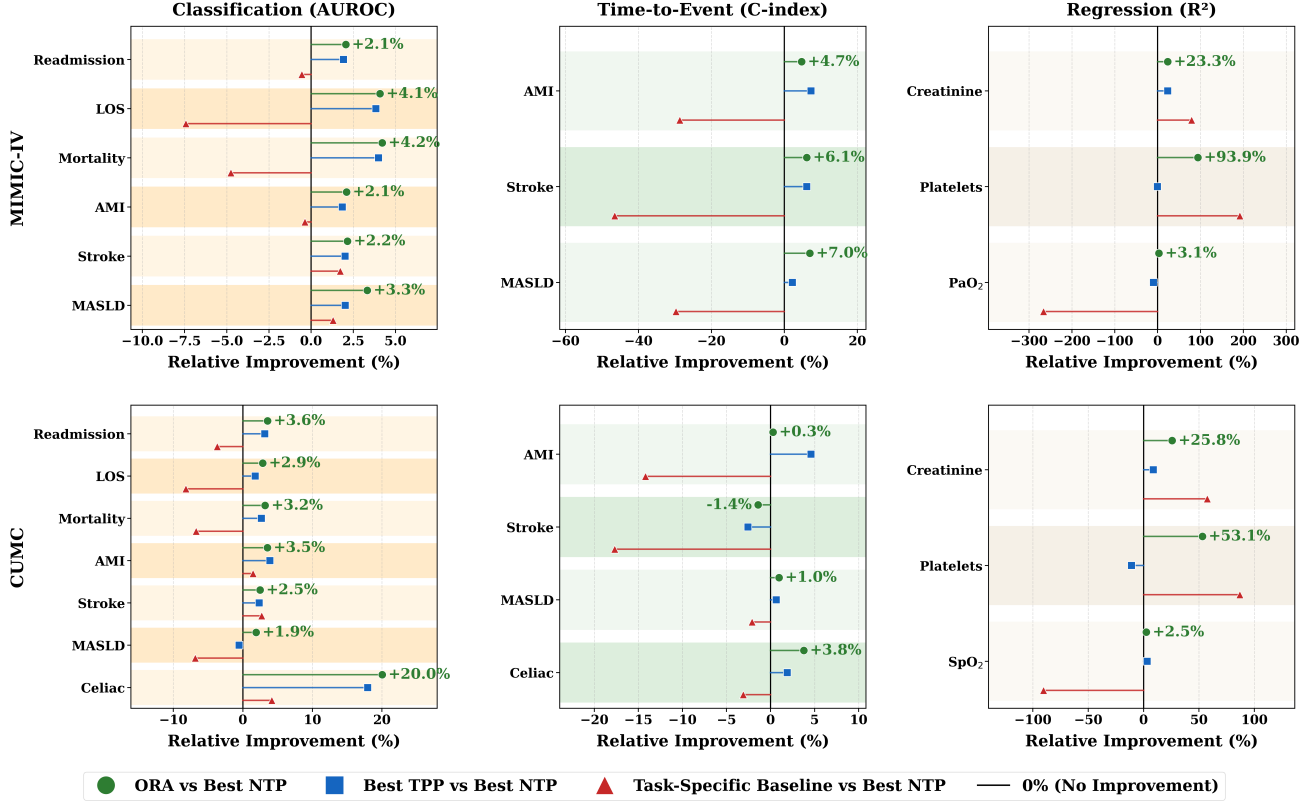 Classification (AUROC)
Time-to-Event (C-index)
Regression (R²)
MIMIC-IV
Readmission
LOS
Mortality
AMI
Stroke
MASLD
+2.1%
+4.1%
+4.2%
+2.1%
+2.2%
+3.3%
−10.0 −7.5 −5.0 −2.5 0.0 2.5 5.0
Relative Improvement (%)
AMI
Stroke
MASLD
+4.7%
+6.1%
+7.0%
−60 −40 −20 0 20
Relative Improvement (%)
Creatinine
Platelets
PaO₂
+23.3%
+93.9%
+3.1%
−300 −200 −100 0 100 200 300
Relative Improvement (%)
CUMC
Readmission
LOS
Mortality
AMI
Stroke
MASLD
Celiac
+3.6%
+2.9%
+3.2%
+3.5%
+2.5%
+1.9%
+20.0%
−10 0 10 20
Relative Improvement (%)
AMI
Stroke
MASLD
Celiac
+0.3%
-1.4%
+1.0%
+3.8%
−20 −15 −10 −5 0 5 10
Relative Improvement (%)
Creatinine
Platelets
SpO₂
+25.8%
+53.1%
+2.5%
−100 −50 0 50 100
Relative Improvement (%)
ORA vs Best NTP
Best TPP vs Best NTP
Task-Specific Baseline vs Best NTP
0% (No Improvement)